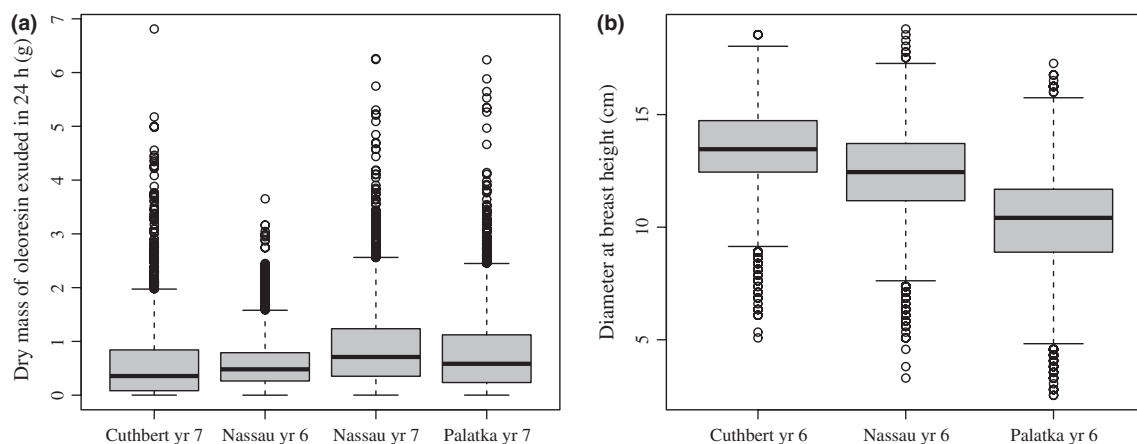 (a)
Dry mass of oleoresin exuded in 24 h (g)
7
6
5
4
3
2
1
0
Cuthbert yr 7 Nassau yr 6 Nassau yr 7 Palatka yr 7
(b)
Diameter at breast height (cm)
15
10
5
Cuthbert yr 6 Nassau yr 6 Palatka yr 6